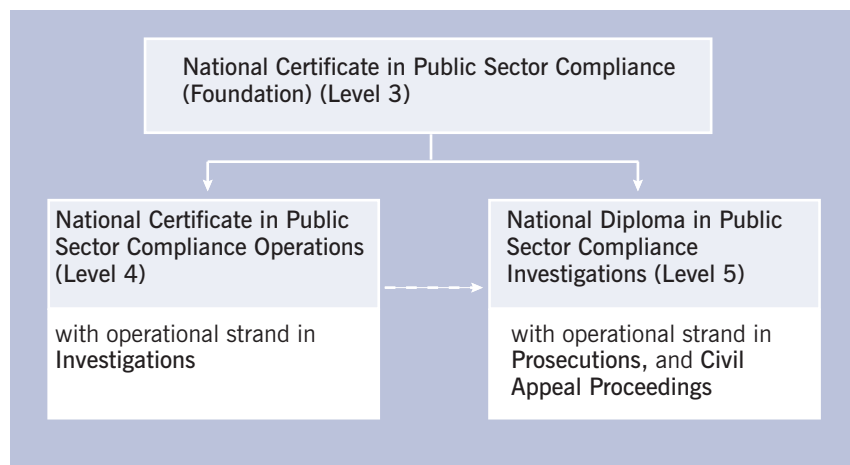 National Certificate in Public Sector Compliance
(Foundation) (Level 3)
National Certificate in Public
Sector Compliance Operations
(Level 4)
with operational strand in
Investigations
National Diploma in Public
Sector Compliance
Investigations (Level 5)
with operational strand in
Prosecutions, and Civil
Appeal Proceedings